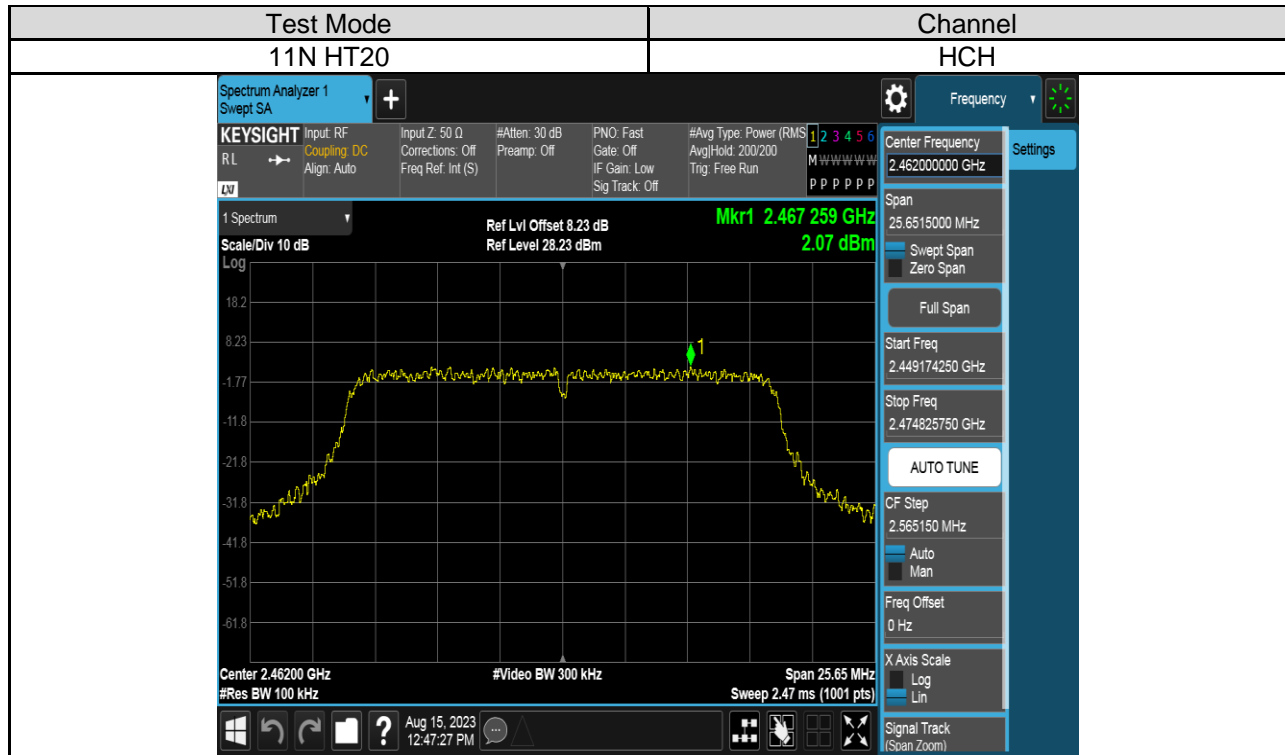 Test Mode
Channel
11N HT20
HCH
Spectrum Analyzer 1
Swept SA
Frequency
KEYSIGHT
RL
LXI
Input: RF
Coupling: DC
Align: Auto
Input Z: 50 Ω
Corrections: Off
Freq Ref: Int (S)
#Atten: 30 dB
Preamp: Off
PNO: Fast
Gate: Off
IF Gain: Low
Sig Track: Off
#Avg Type: Power (RMS
Avg|Hold: 200/200
Trig: Free Run
1 2 3 4 5 6
M W W W W W
P P P P P P
1 Spectrum
Scale/Div 10 dB
Ref Lvl Offset 8.23 dB
Ref Level 28.23 dBm
Mkr1 2.467 259 GHz
2.07 dBm
Log
18.2
8.23
-1.77
-11.8
-21.8
-31.8
-41.8
-51.8
-61.8
1
Center 2.46200 GHz
#Res BW 100 kHz
#Video BW 300 kHz
Span 25.65 MHz
Sweep 2.47 ms (1001 pts)
Aug 15, 2023
12:47:27 PM
Center Frequency
2.462000000 GHz
Settings
Span
25.6515000 MHz
Swept Span
Zero Span
Full Span
Start Freq
2.449174250 GHz
Stop Freq
2.474825750 GHz
AUTO TUNE
CF Step
2.565150 MHz
Auto
Man
Freq Offset
0 Hz
X Axis Scale
Log
Lin
Signal Track
(Span Zoom)